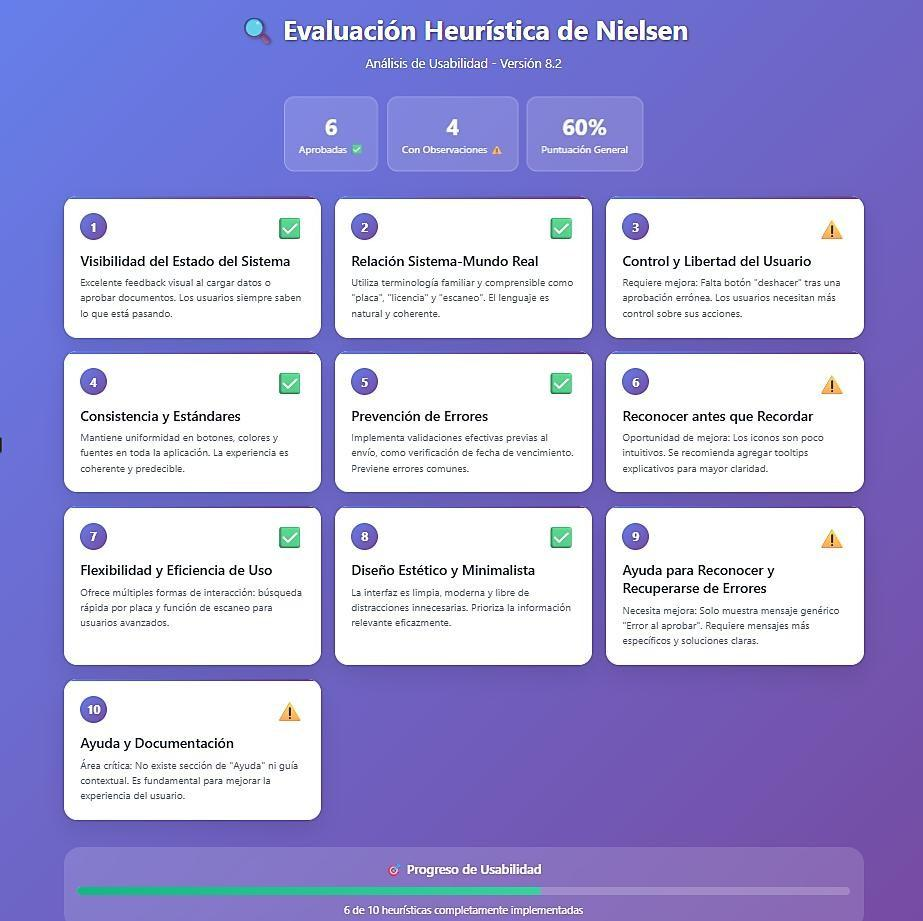 Evaluación Heurística de Nielsen
Análisis de Usabilidad - Versión 8.2
6
Aprobadas
4
Con Observaciones
60%
Puntuación General
1
Visibilidad del Estado del Sistema
Excelente feedback visual al cargar datos o
aprobar documentos. Los usuarios siempre saben
lo que está pasando.
2
Relación Sistema-Mundo Real
Utiliza terminología familiar y comprensible como
"placa", "licencia" y "escaneo". El lenguaje es
natural y coherente.
3
Control y Libertad del Usuario
Requiere mejora: Falta botón "deshacer" tras una
aprobación errónea. Los usuarios necesitan más
control sobre sus acciones.
4
Consistencia y Estándares
Mantiene uniformidad en botones, colores y
fuentes en toda la aplicación. La experiencia es
coherente y predecible.
5
Prevención de Errores
Implementa validaciones efectivas previas al
envío, como verificación de fecha de vencimiento.
Previene errores comunes.
6
Reconocer antes que Recordar
Oportunidad de mejora: Los iconos son poco
intuitivos. Se recomienda agregar tooltips
explicativos para mayor claridad.
7
Flexibilidad y Eficiencia de Uso
Ofrece múltiples formas de interacción: búsqueda
rápida por placa y función de escaneo para
usuarios avanzados.
8
Diseño Estético y Minimalista
La interfaz es limpia, moderna y libre de
distracciones innecesarias. Prioriza la información
relevante eficazmente.
9
Ayuda para Reconocer y
Recuperarse de Errores
Necesita mejora: Solo muestra mensaje genérico
"Error al aprobar". Requiere mensajes más
específicos y soluciones claras.
10
Ayuda y Documentación
Área crítica: No existe sección de "Ayuda" ni guía
contextual. Es fundamental para mejorar la
experiencia del usuario.
Progreso de Usabilidad
6 de 10 heurísticas completamente implementadas